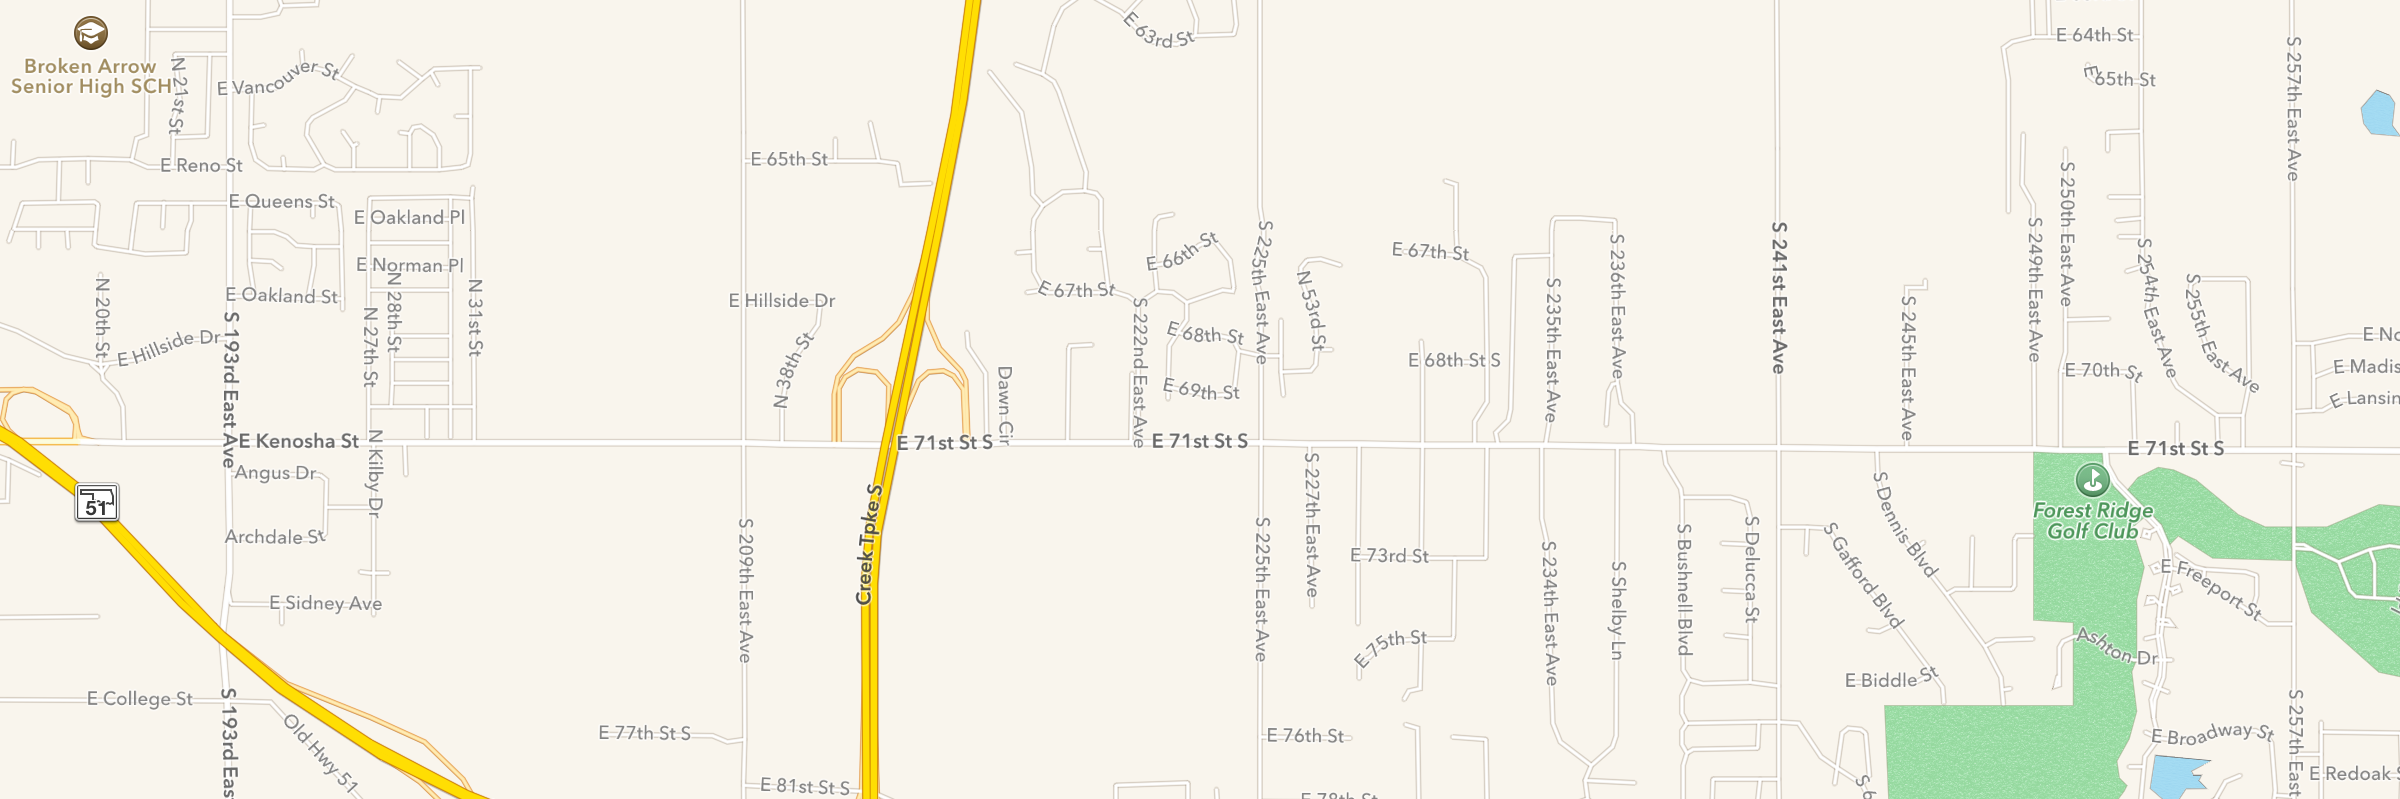 E 63rd St
E 64th St
Broken Arrow
Senior High SCH
N 21st St
E Vancouver St
S 257th East Ave
E 65th St
E Reno St
E 65th St
E Queens St
E Oakland Pl
S 250th East Ave
E 66th St
S 225th East Ave
E 67th St
S 236th East Ave
S 241st East Ave
S 249th East Ave
S 254th East Ave
E Norman Pl
N 20th St
E Oakland St
N 28th St
N 31st St
E Hillside Dr
E 67th St
S 222nd East Ave
N 53rd St
S 235th East Ave
S 245th East Ave
S 255th East Ave
E Hillside Dr
S 193rd East Ave
N 27th St
N 38th St
E 68th St
E 68th St S
E No
E 70th St
E Madis
E 69th St
Dawn Cir
E Lansin
E Kenosha St
E 71st St S
E 71st St S
E 71st St S
Angus Dr
N Kilby Dr
51
Creek Tpke S
S 227th East Ave
S Dennis Blvd
Forest Ridge
Golf Club
Archdale St
S 209th East Ave
S 225th East Ave
E 73rd St
S 234th East Ave
S Shelby Ln
S Bushnell Blvd
S Delucca St
S Gafford Blvd
E Freeport St
E Sidney Ave
E 75th St
Ashton Dr
E College St
S 193rd East
Old Hwy 51
E Biddle St
S 257th East
E 77th St S
E 76th St
E Broadway St
E 81st St S
E Redoak S
E 78th St